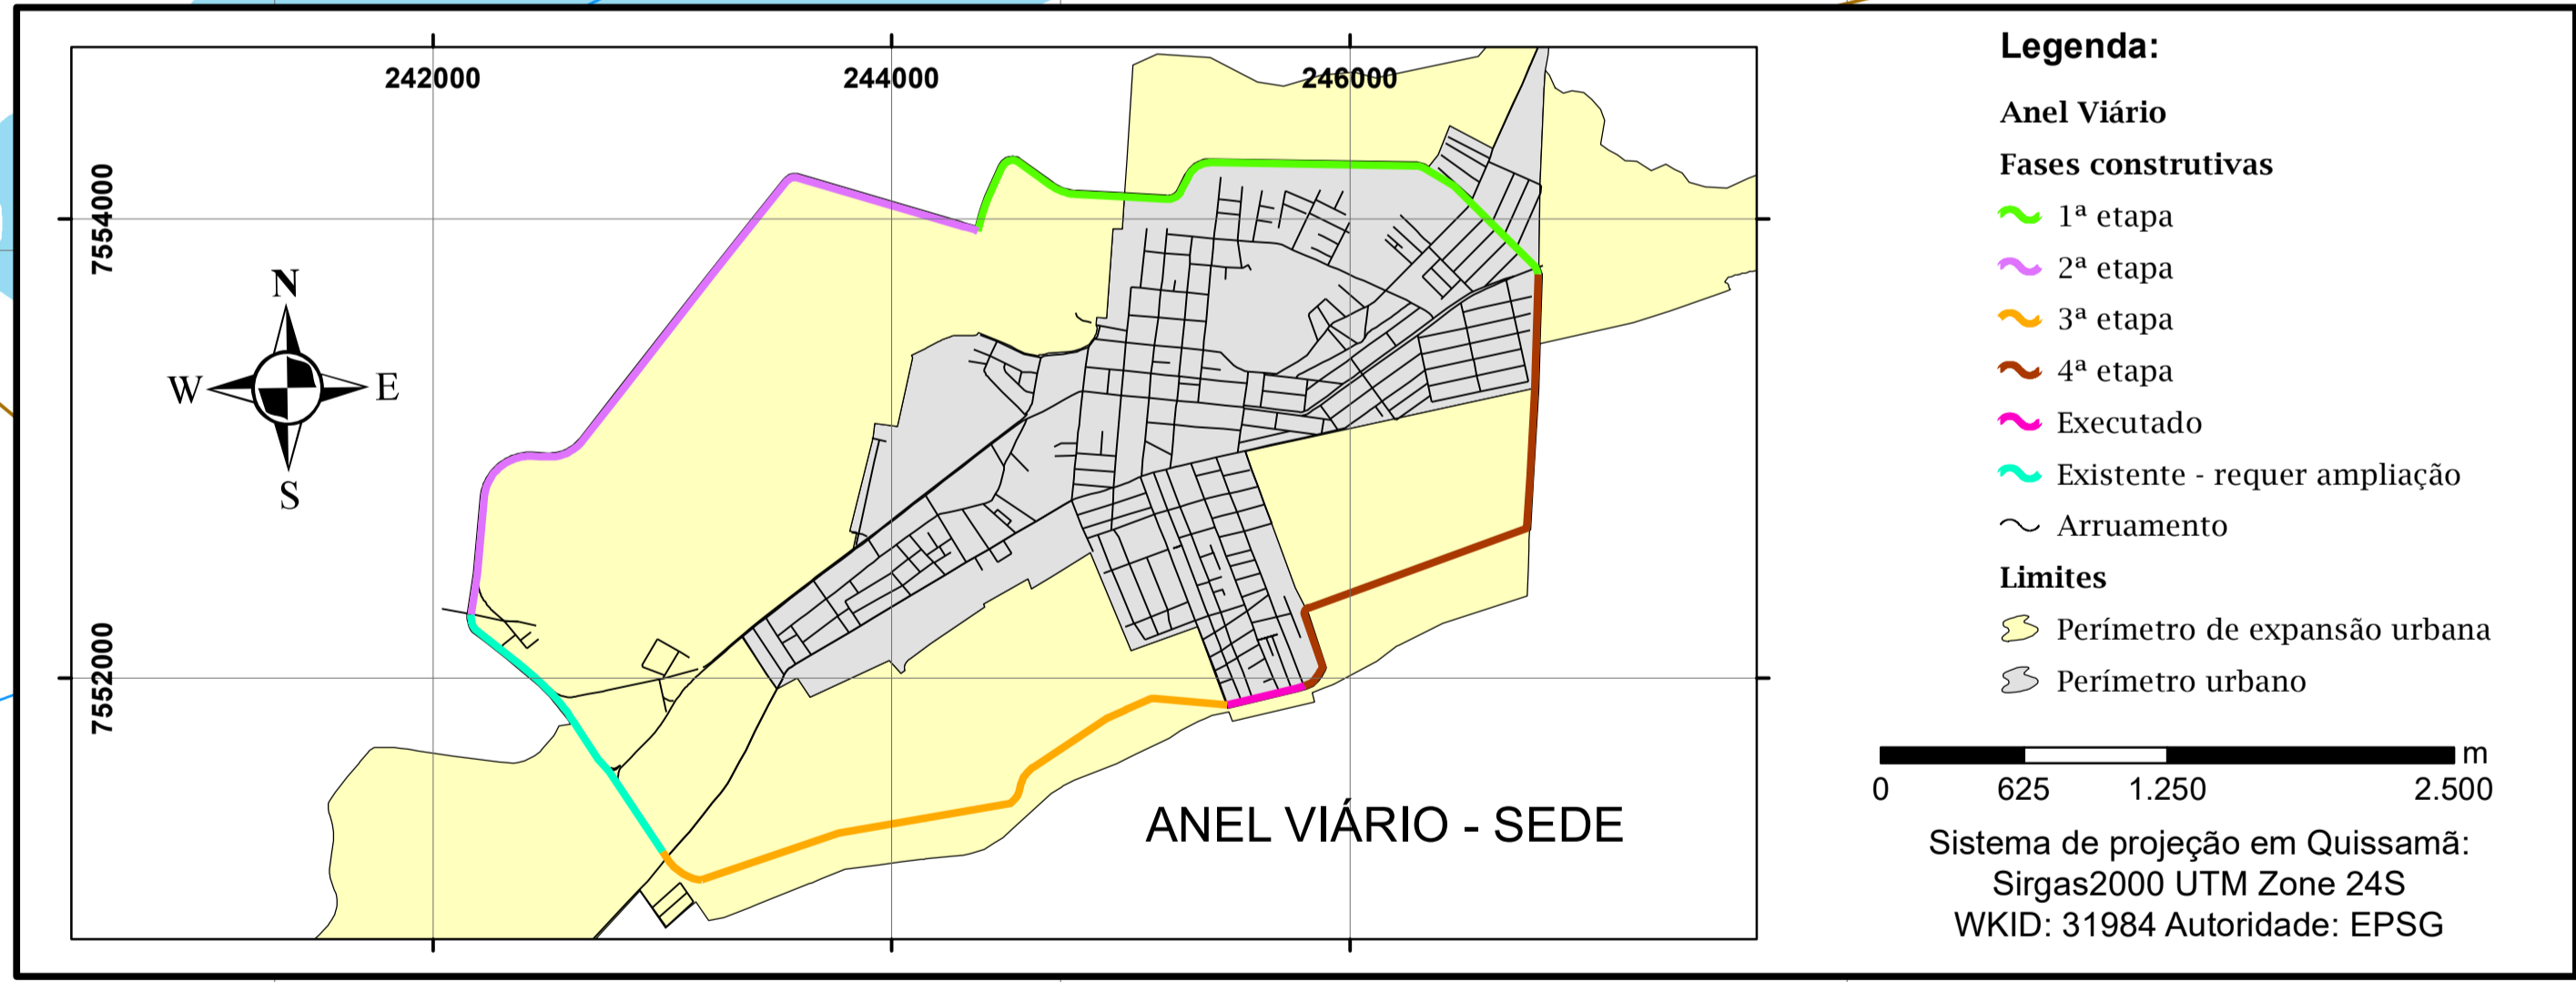 242000
244000
246000
7554000
7552000
N
W
E
S
ANEL VIÁRIO - SEDE
Legenda:
Anel Viário
Fases construtivas
1ª etapa
2ª etapa
3ª etapa
4ª etapa
Executado
Existente - requer ampliação
Arruamento
Limites
Perímetro de expansão urbana
Perímetro urbano
m
0 625 1.250 2.500
Sistema de projeção em Quissamã:
Sirgas2000 UTM Zone 24S
WKID: 31984 Autoridade: EPSG